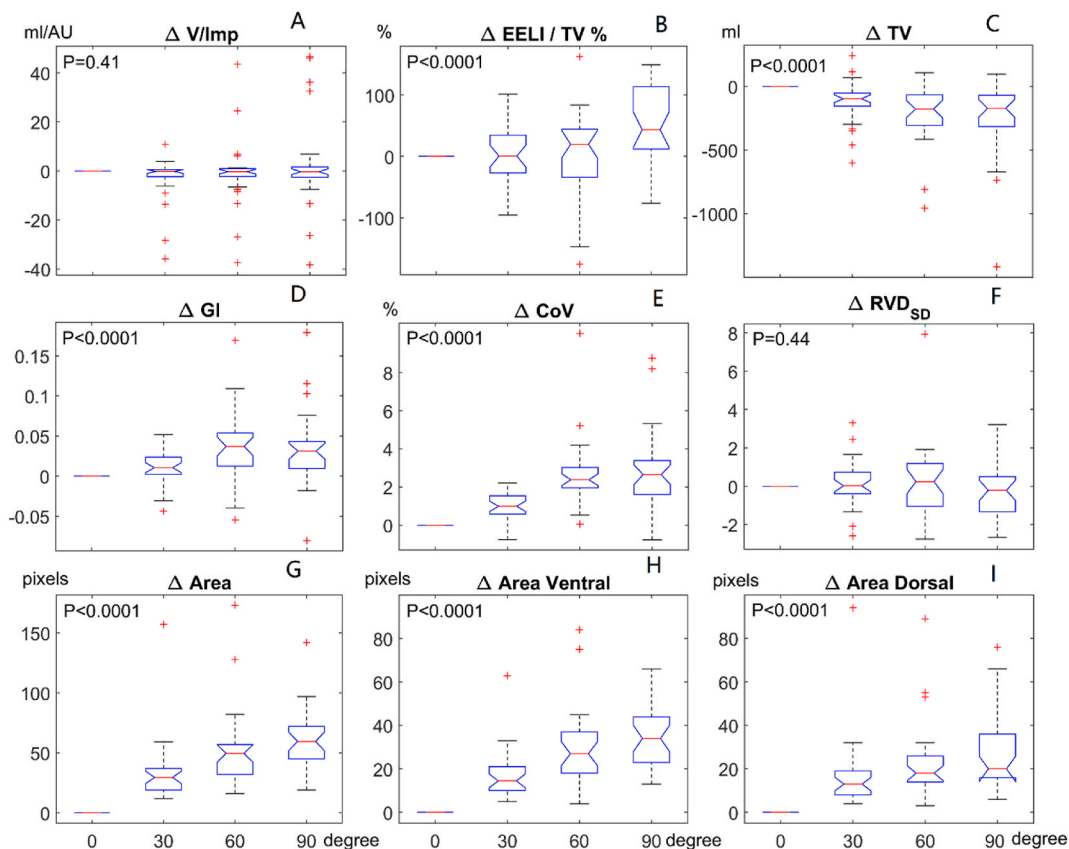 ml/AU Δ V/Imp A
P=0.41
40
20
0
-20
-40
% Δ EELI / TV % B
P<0.0001
100
0
-100
ml Δ TV C
P<0.0001
0
-500
-1000
Δ GI D
P<0.0001
0.15
0.1
0.05
0
-0.05
% Δ CoV E
P<0.0001
8
6
4
2
0
Δ RVD_SD F
P=0.44
8
6
4
2
0
-2
pixels Δ Area G
P<0.0001
150
100
50
0
0 30 60 90 degree
pixels Δ Area Ventral H
P<0.0001
80
60
40
20
0
0 30 60 90 degree
pixels Δ Area Dorsal I
P<0.0001
80
60
40
20
0
0 30 60 90 degree